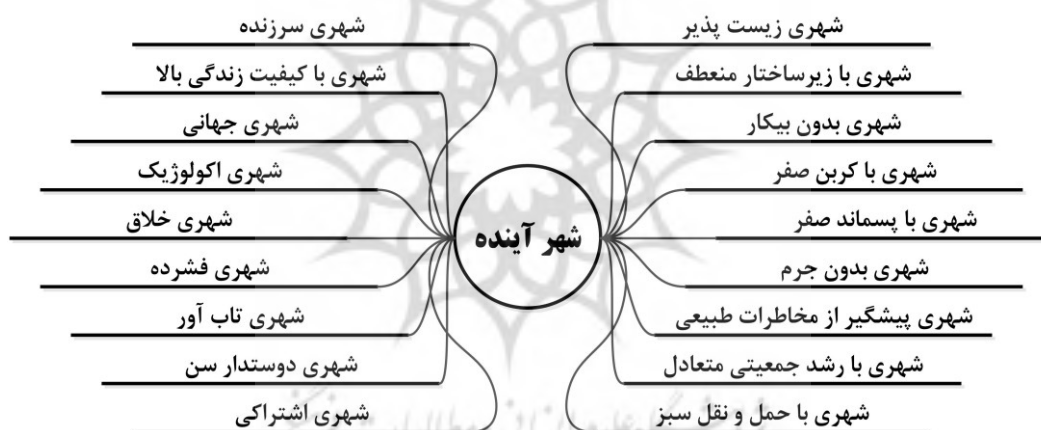 شهری زیست پذیر
شهری با زیرساختار منعطف
شهری بدون بیکار
شهری با کربن صفر
شهری با پسماند صفر
شهری بدون جرم
شهری پیشگیر از مخاطرات طبیعی
شهری با رشد جمعیتی متعادل
شهری با حمل و نقل سبز
شهر آینده
شهری سرزنده
شهری با کیفیت زندگی بالا
شهری جهانی
شهری اکولوژیک
شهری خلاق
شهری فشرده
شهری تاب آور
شهری دوستدار سن
شهری اشتراکی